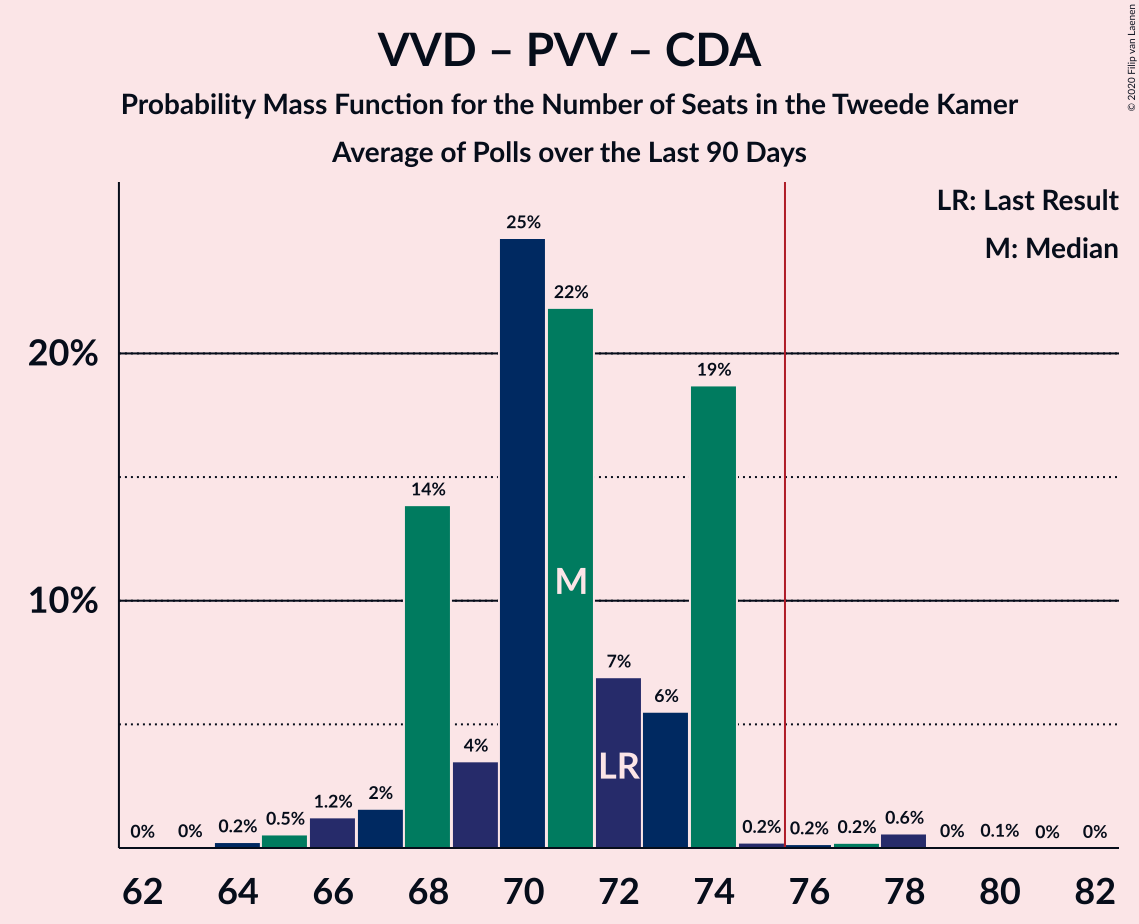 VVD – PVV – CDA
Probability Mass Function for the Number of Seats in the Tweede Kamer
Average of Polls over the Last 90 Days
© 2020 Filip van Laenen
LR: Last Result
M: Median
20%
10%
0%
0%
0.2%
0.5%
1.2%
2%
14%
4%
25%
22%
7%
6%
19%
0.2%
0.2%
0.2%
0.6%
0%
0.1%
0%
0%
M
LR
62 64 66 68 70 72 74 76 78 80 82